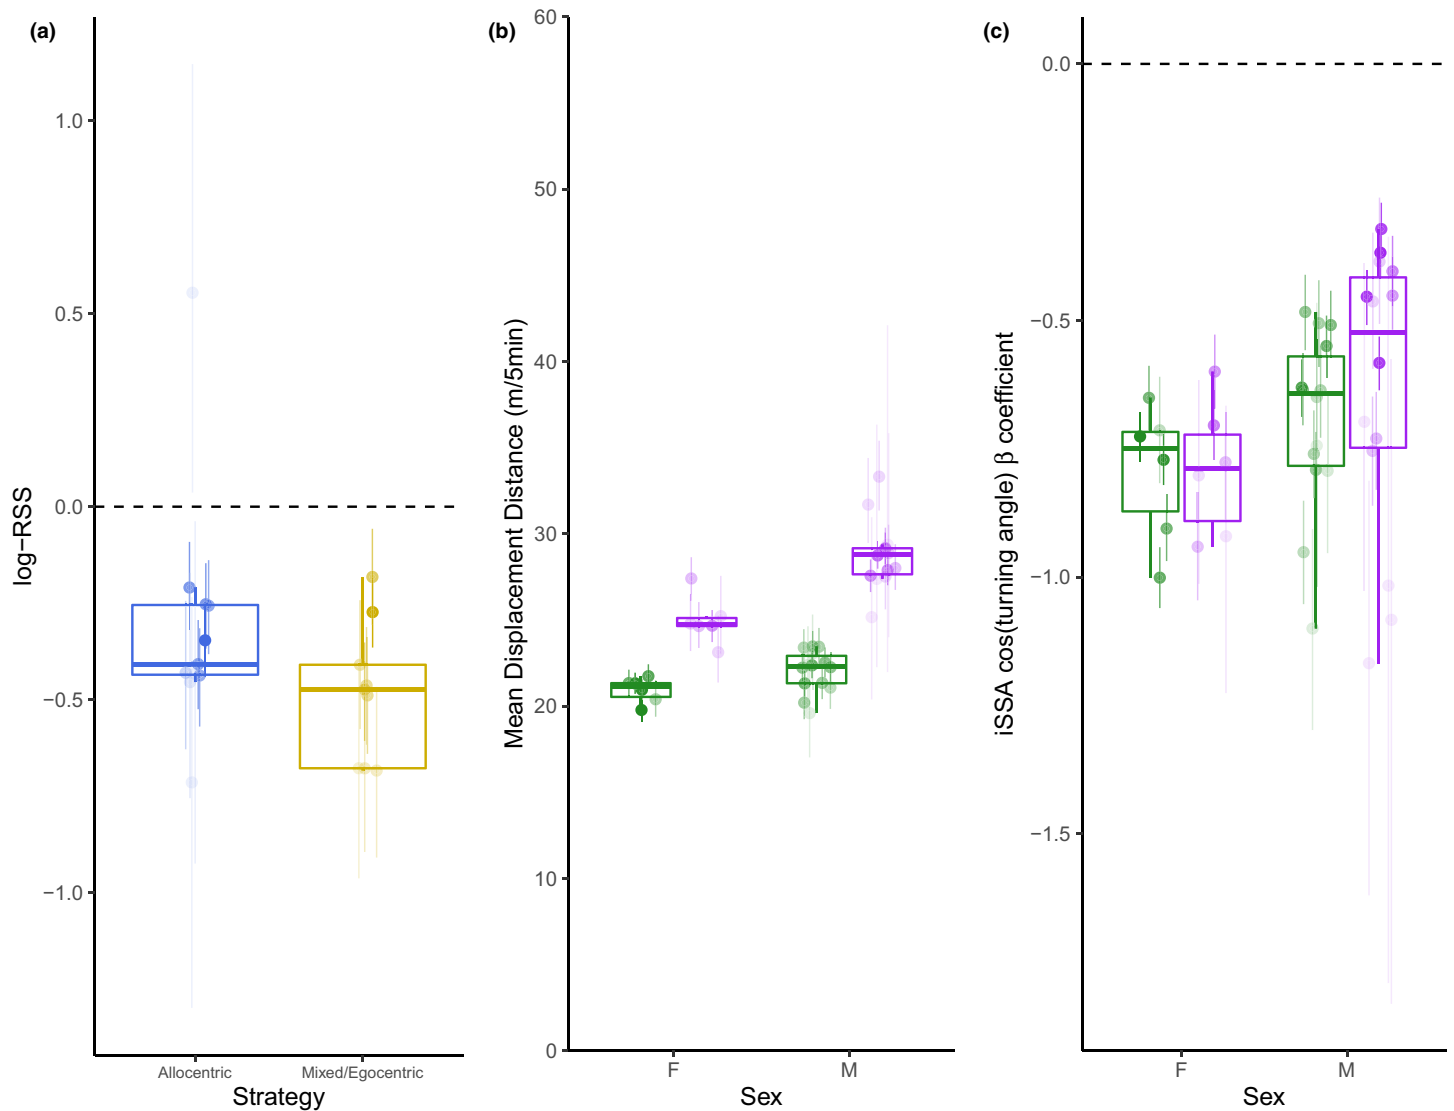 (a)
log−RSS
1.0
0.5
0.0
−0.5
−1.0
Allocentric
Mixed/Egocentric
Strategy
(b)
Mean Displacement Distance (m/5min)
60
50
40
30
20
10
0
F
M
Sex
(c)
iSSA cos(turning angle) β coefficient
0.0
−0.5
−1.0
−1.5
F
M
Sex